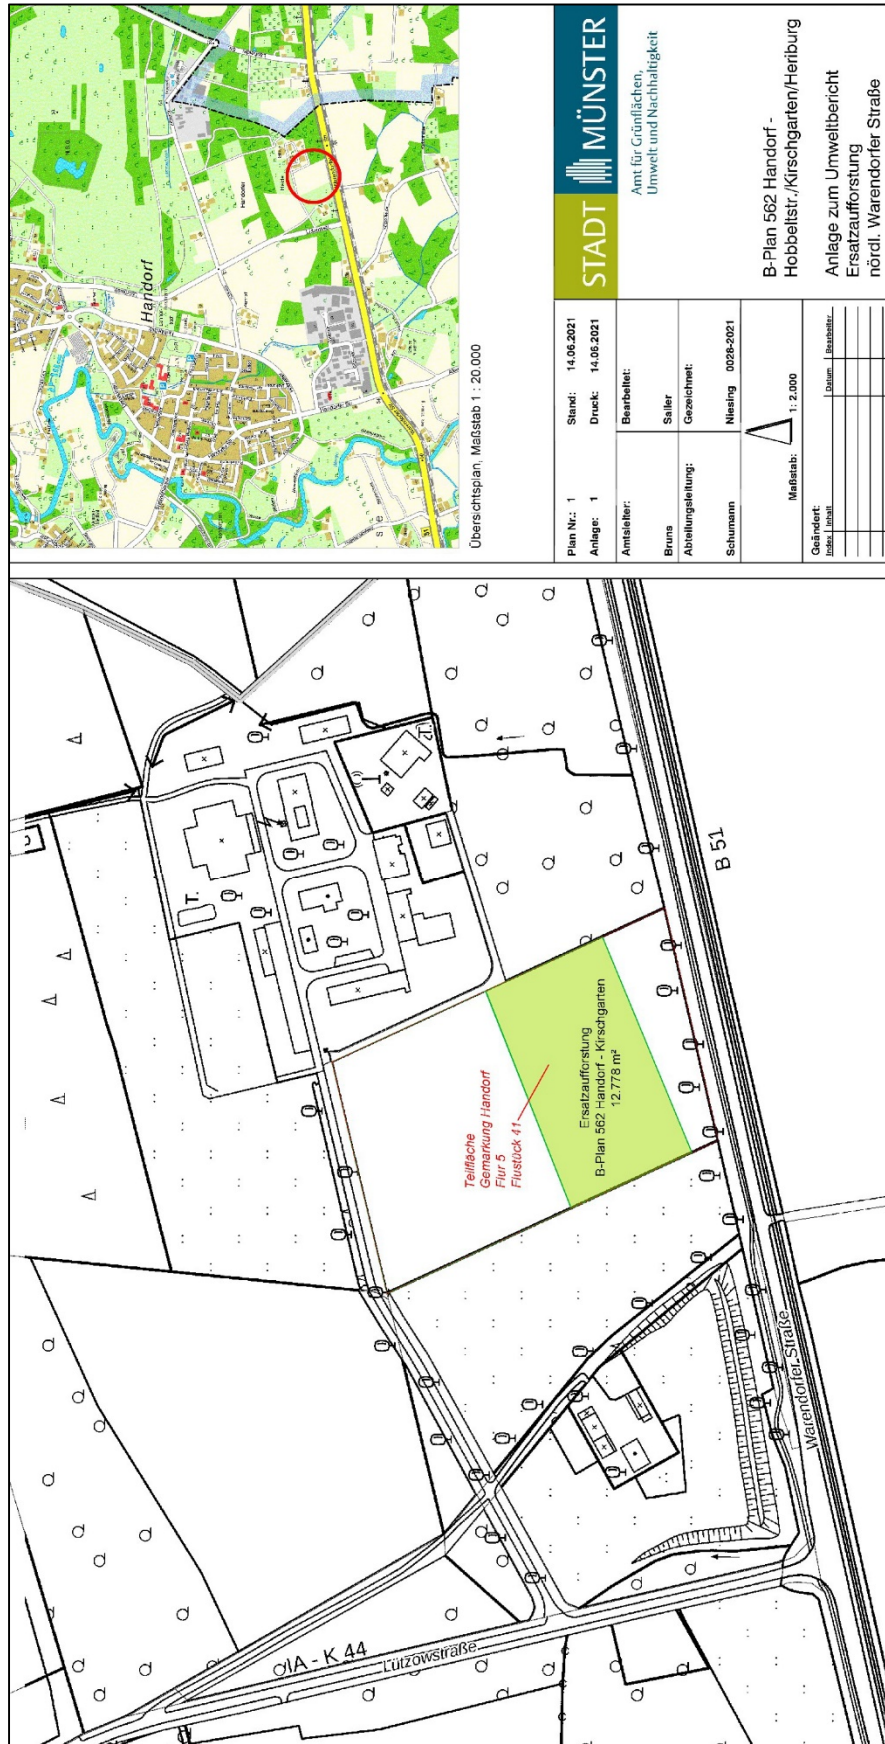 Handorf
Übersichtsplan, Maßstab 1 : 20.000
STADT MÜNSTER
Amt für Grünflächen,
Umwelt und Nachhaltigkeit
Plan Nr.: 1
Stand: 14.06.2021
Anlage: 1
Druck: 14.06.2021
Amtsleiter:
Bearbeitet:
Bruns
Sailer
Abteilungsleitung:
Gezeichnet:
Schumann
Niesing 0028-2021
Maßstab: 1: 2.000
B-Plan 562 Handorf -
Hobbeltstr./Kirschgarten/Heriburg
Geändert:
Index Inhalt Datum Bearbeiter
Anlage zum Umweltbericht
Ersatzaufforstung
nördl. Warendorfer Straße
T.
T.
Teilfläche
Gemarkung Handorf
Flur 5
Flustück 41
Ersatzaufforstung
B-Plan 562 Handorf - Kirschgarten
12.778 m²
B 51
Warendorfer Straße
IA - K 44
Lützowstraße